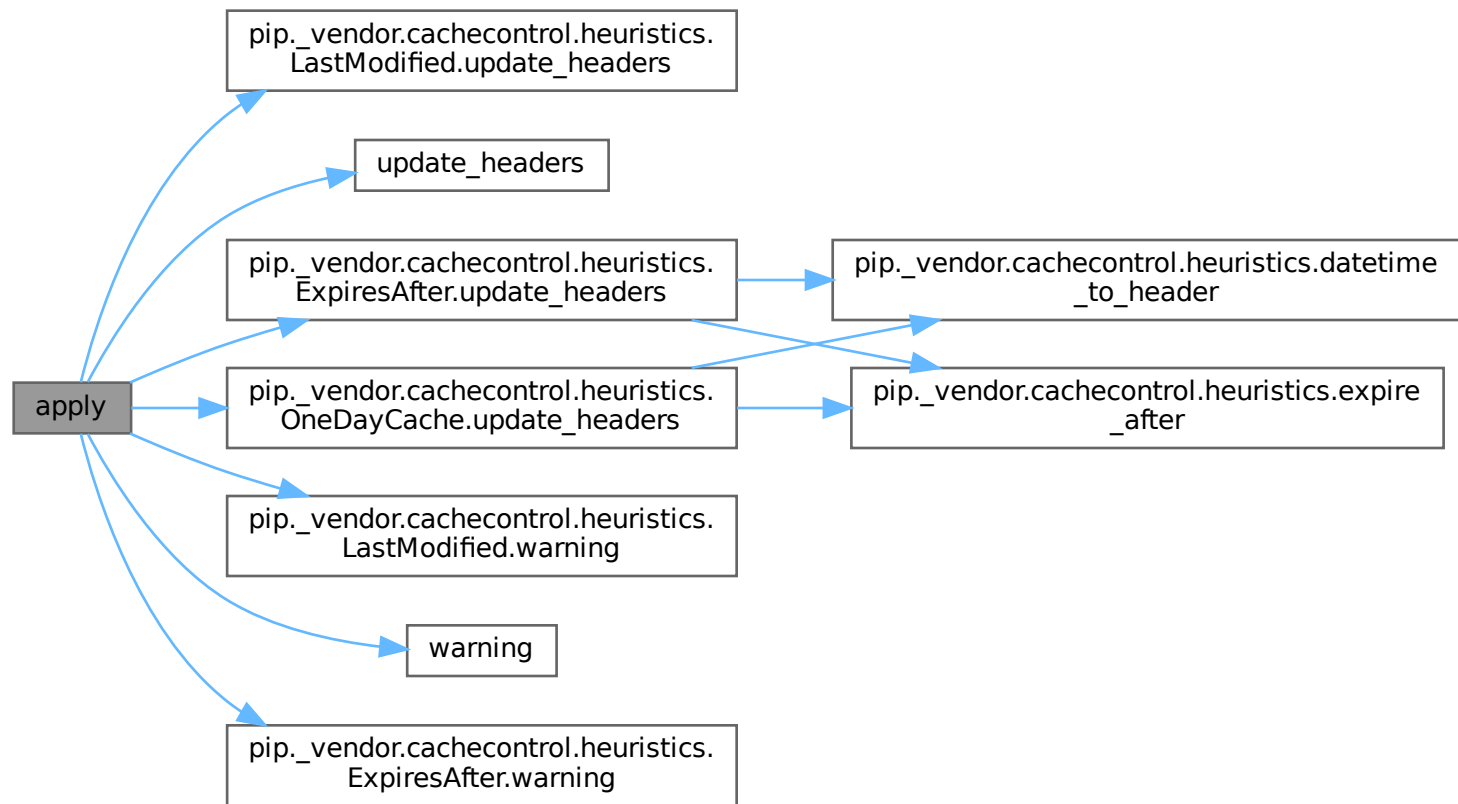 pip._vendor.cachecontrol.heuristics.
LastModified.update_headers
update_headers
pip._vendor.cachecontrol.heuristics.
ExpiresAfter.update_headers
pip._vendor.cachecontrol.heuristics.datetime
_to_header
apply
pip._vendor.cachecontrol.heuristics.
OneDayCache.update_headers
pip._vendor.cachecontrol.heuristics.expire
_after
pip._vendor.cachecontrol.heuristics.
LastModified.warning
warning
pip._vendor.cachecontrol.heuristics.
ExpiresAfter.warning